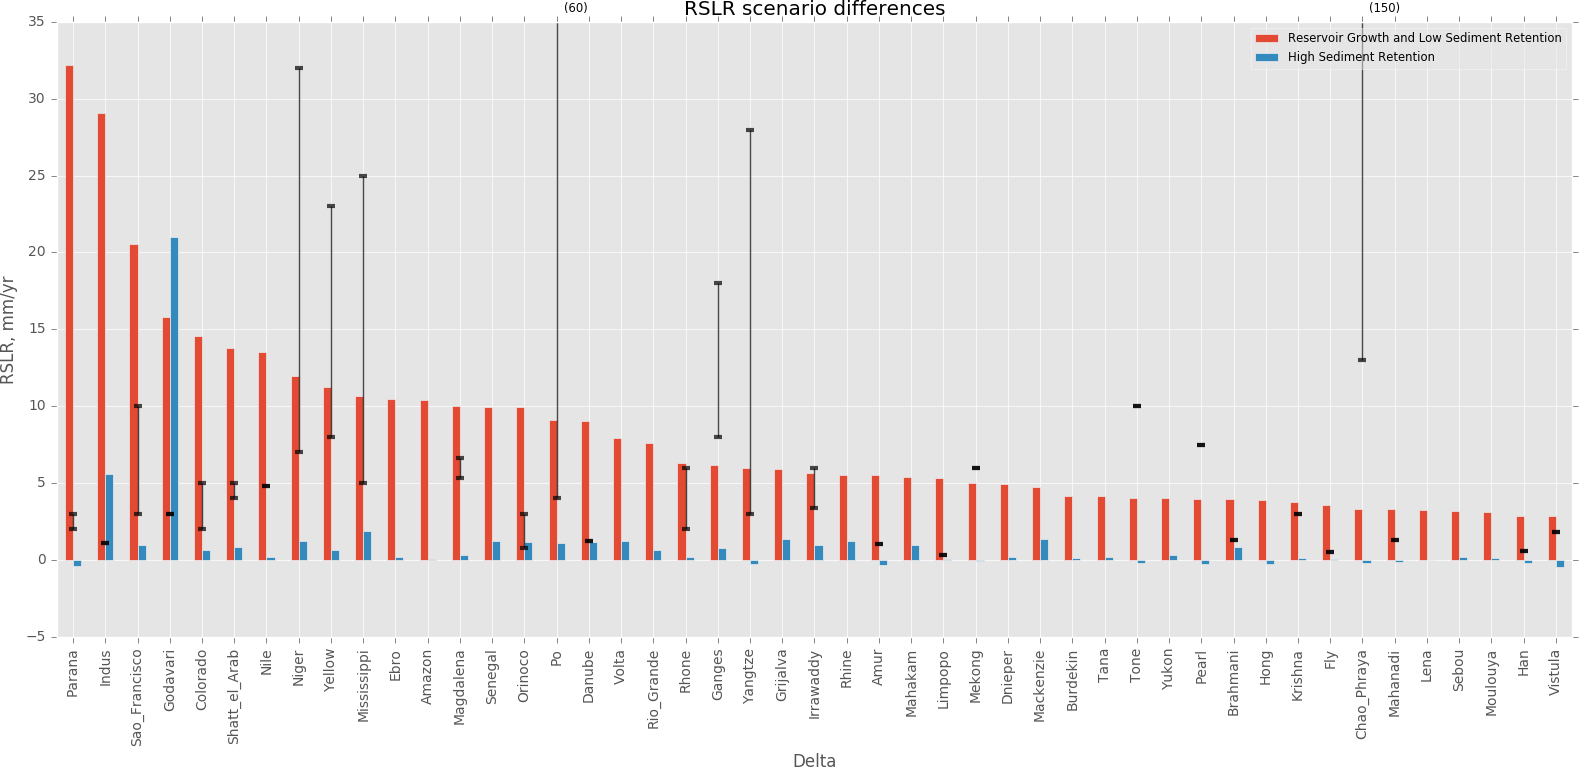 (60)
RSLR scenario differences
(150)
Reservoir Growth and Low Sediment Retention
High Sediment Retention
35
30
25
20
15
10
5
0
−5
RSLR, mm/yr
Parana
Indus
Sao_Francisco
Godavari
Colorado
Shatt_el_Arab
Nile
Niger
Yellow
Mississippi
Ebro
Amazon
Magdalena
Senegal
Orinoco
Po
Danube
Volta
Rio_Grande
Rhone
Ganges
Yangtze
Grijalva
Irrawaddy
Rhine
Amur
Mahakam
Limpopo
Mekong
Dnieper
Mackenzie
Burdekin
Tana
Tone
Yukon
Pearl
Brahmani
Hong
Krishna
Fly
Chao_Phraya
Mahanadi
Lena
Sebou
Moulouya
Han
Vistula
Delta